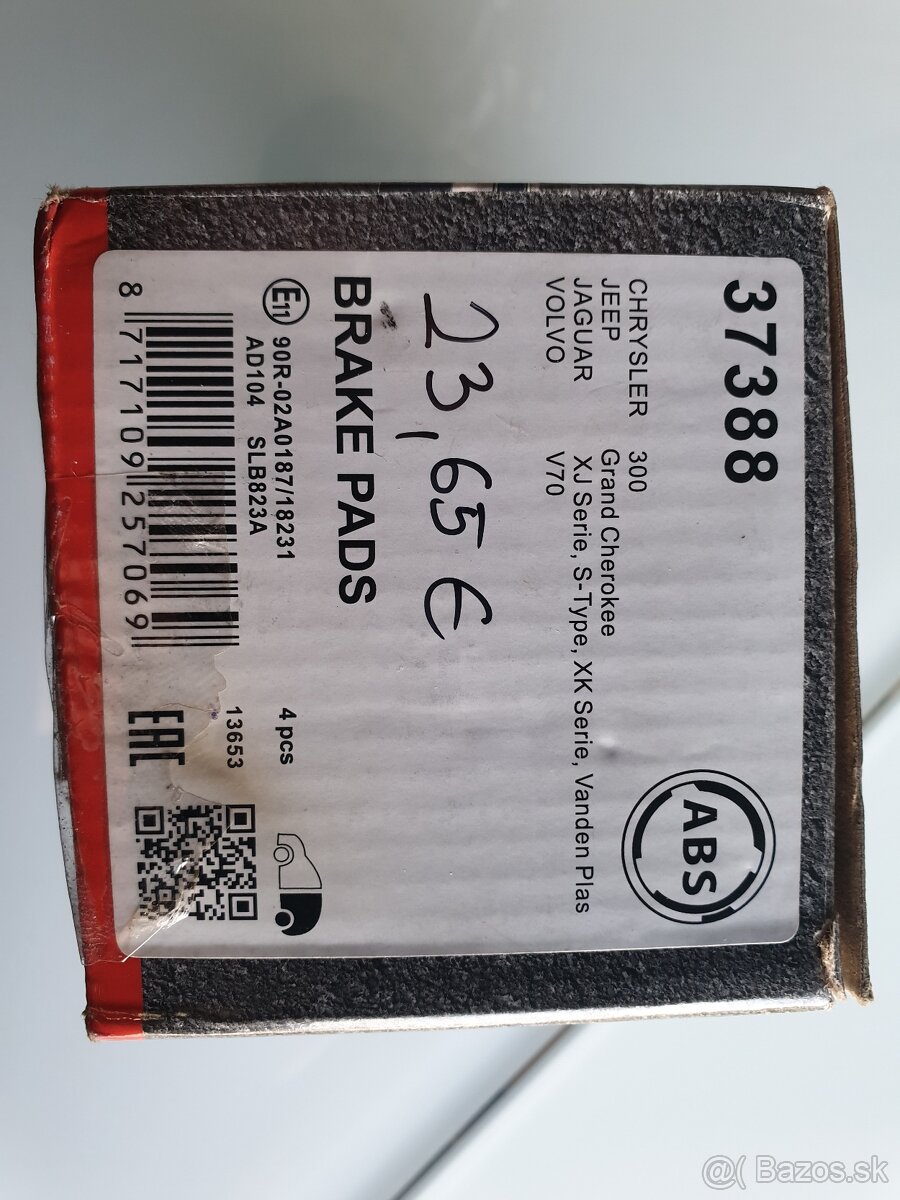 37388
ABS
CHRYSLER 300
JEEP Grand Cherokee
JAGUAR XJ Serie, S-Type, XK Serie, Vanden Plas
VOLVO V70
23,65 €
BRAKE PADS
E11 90R-02A0187/18231
AD104 SLB823A
4 pcs
13653
8 717109 257069
EAC
@( Bazos.sk